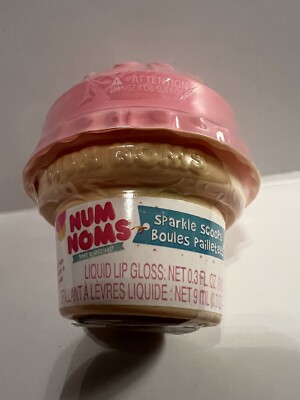 ATTENTION
NUM
NOMS
Sparkle Scoops
Boules Pailletées
LIQUID LIP GLOSS: NET 0.3 FL OZ
LANT À LÈVRES LIQUIDE : NET 9 mL